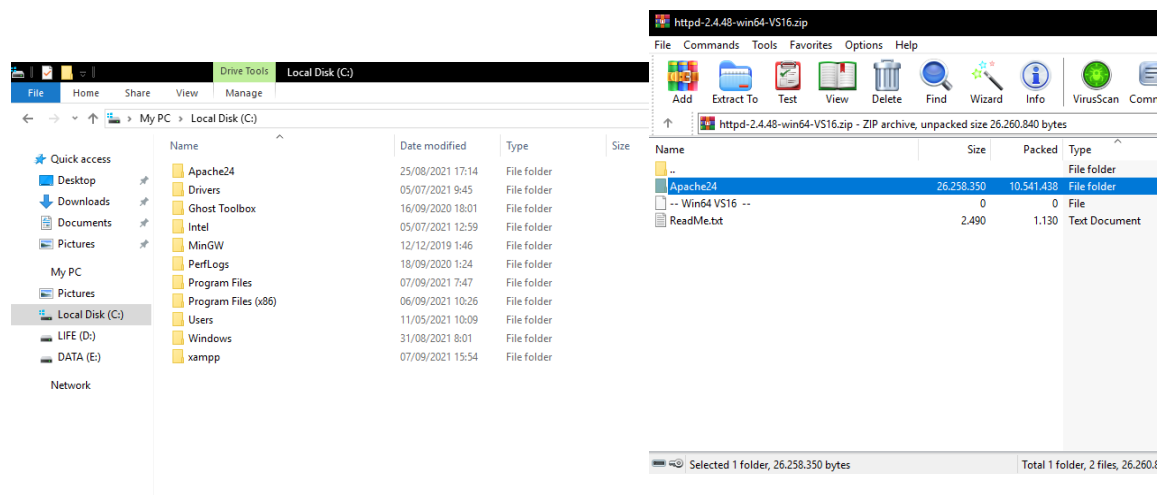 Drive Tools Local Disk (C:)
File Home Share View Manage
My PC > Local Disk (C:)
Quick access
Desktop
Downloads
Documents
Pictures
My PC
Pictures
Local Disk (C:)
LIFE (D:)
DATA (E:)
Network
Name Date modified Type Size
Apache24 25/08/2021 17:14 File folder
Drivers 05/07/2021 9:45 File folder
Ghost Toolbox 16/09/2020 18:01 File folder
Intel 05/07/2021 12:59 File folder
MinGW 12/12/2019 1:46 File folder
PerfLogs 18/09/2020 1:24 File folder
Program Files 07/09/2021 7:47 File folder
Program Files (x86) 06/09/2021 10:26 File folder
Users 11/05/2021 10:09 File folder
Windows 31/08/2021 8:01 File folder
xampp 07/09/2021 15:54 File folder
httpd-2.4.48-win64-VS16.zip
File Commands Tools Favorites Options Help
Add Extract To Test View Delete Find Wizard Info VirusScan Comm
httpd-2.4.48-win64-VS16.zip - ZIP archive, unpacked size 26.260.840 bytes
Name Size Packed Type
.. File folder
Apache24 26.258.350 10.541.438 File folder
-- Win64 VS16 -- 0 0 File
ReadMe.txt 2.490 1.130 Text Document
Selected 1 folder, 26.258.350 bytes Total 1 folder, 2 files, 26.260.8